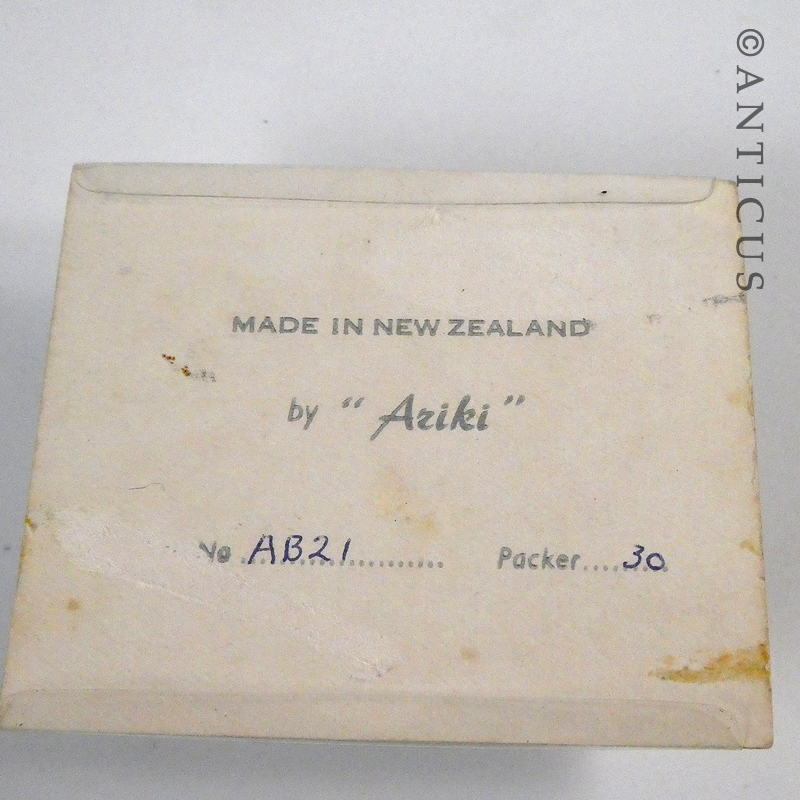 MADE IN NEW ZEALAND
by “Ariki”
No AB21 Packer 30
© ANTICUS